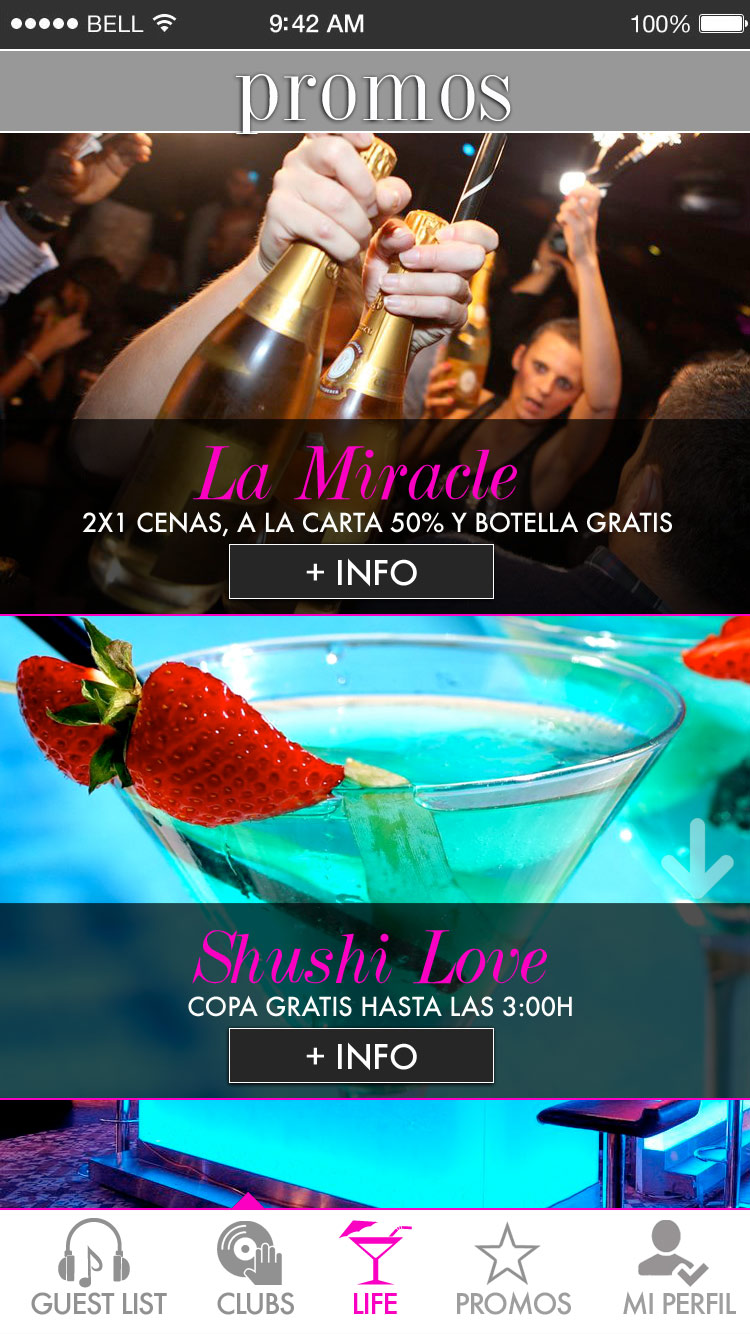 BELL 9:42 AM 100%
promos
La Miracle
2X1 CENAS, A LA CARTA 50% Y BOTELLA GRATIS
+ INFO
Shushi Love
COPA GRATIS HASTA LAS 3:00H
+ INFO
GUEST LIST CLUBS LIFE PROMOS MI PERFIL